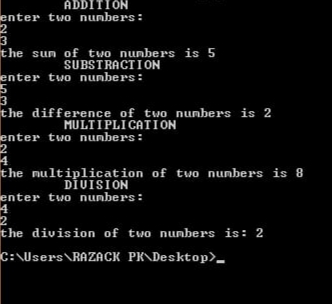 ADDITION
enter two numbers:
2
3
the sum of two numbers is 5
SUBSTRACTION
enter two numbers:
5
3
the difference of two numbers is 2
MULTIPLICATION
enter two numbers:
2
4
the multiplication of two numbers is 8
DIVISION
enter two numbers:
4
2
the division of two numbers is: 2
C:\Users\RAZACK PK\Desktop>_